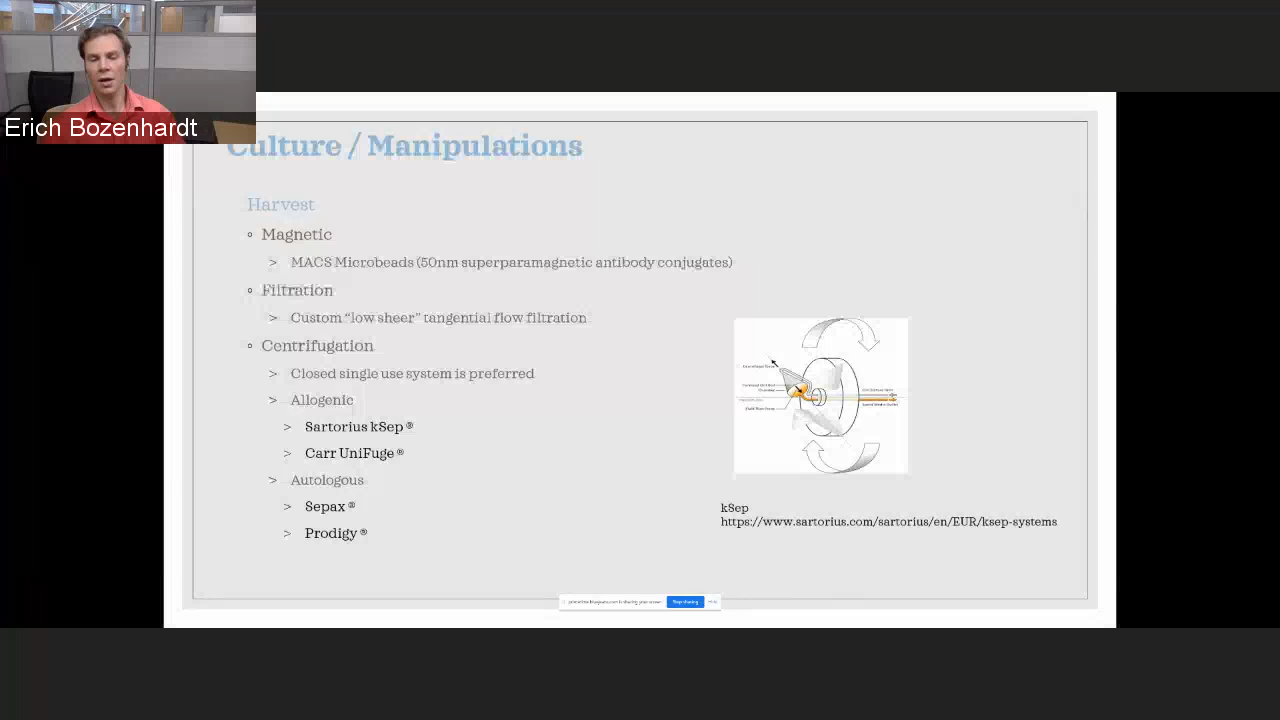 Erich Bozenhardt
Culture / Manipulations
Harvest
Magnetic
> MACS Microbeads (50nm superparamagnetic antibody conjugates)
Filtration
> Custom “low sheer” tangential flow filtration
Centrifugation
> Closed single use system is preferred
> Allogenic
> Sartorius kSep ®
> Carr UniFuge ®
> Autologous
> Sepax ®
> Prodigy ®
kSep
https://www.sartorius.com/sartorius/en/EUR/ksep-systems
Stop sharing